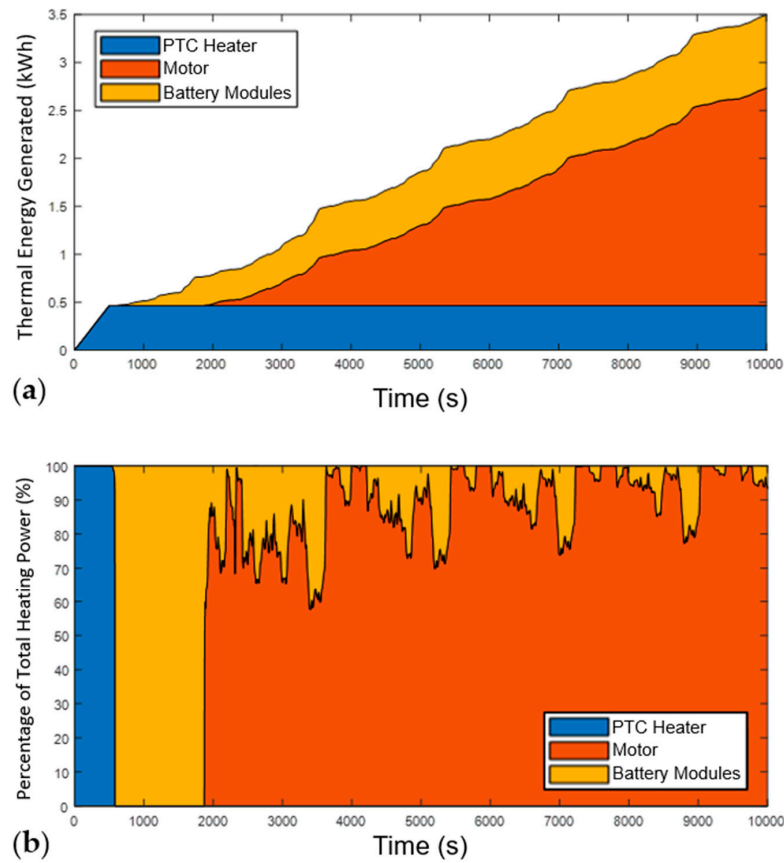 3.5
3
2.5
2
1.5
1
0.5
0
Thermal Energy Generated (kWh)
PTC Heater
Motor
Battery Modules
0 1000 2000 3000 4000 5000 6000 7000 8000 9000 10000
Time (s)
(a)
100
90
80
70
60
50
40
30
20
10
0
Percentage of Total Heating Power (%)
PTC Heater
Motor
Battery Modules
0 1000 2000 3000 4000 5000 6000 7000 8000 9000 10000
Time (s)
(b)